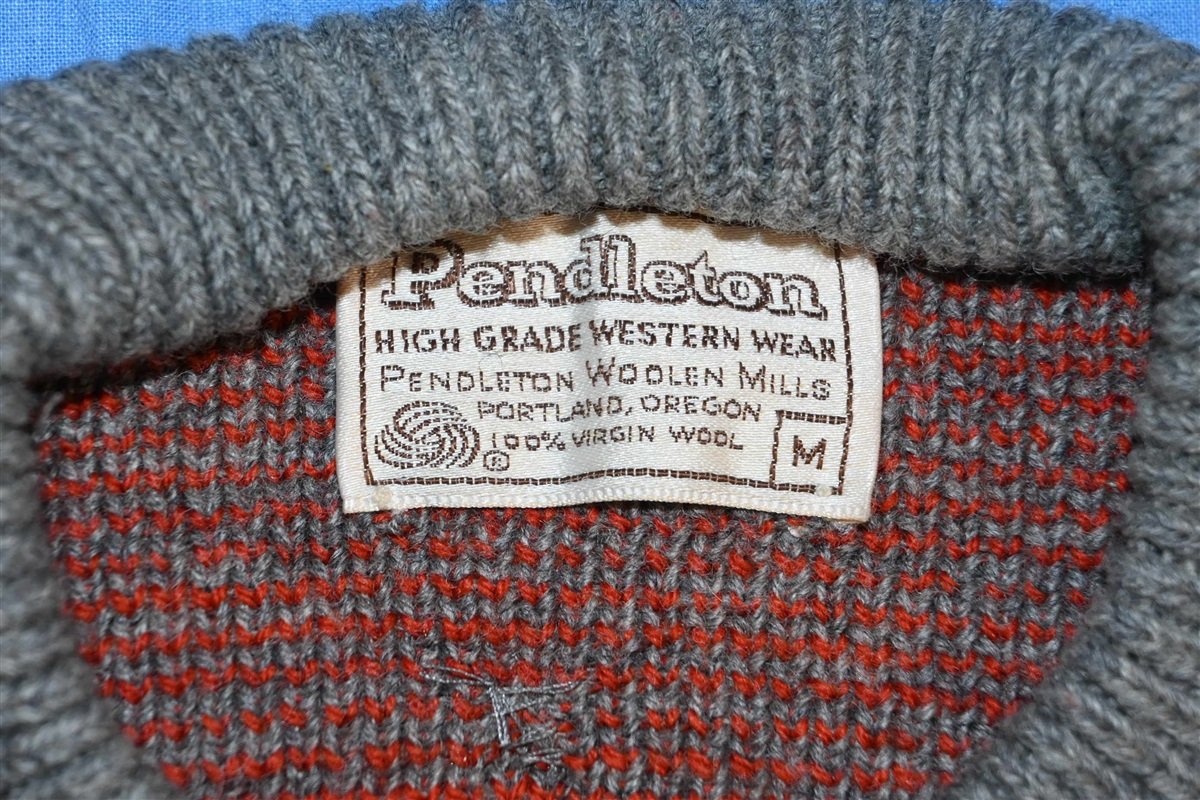 Pendleton
HIGH GRADE WESTERN WEAR
PENDLETON WOOLEN MILLS
PORTLAND, OREGON
100% VIRGIN WOOL
®
M